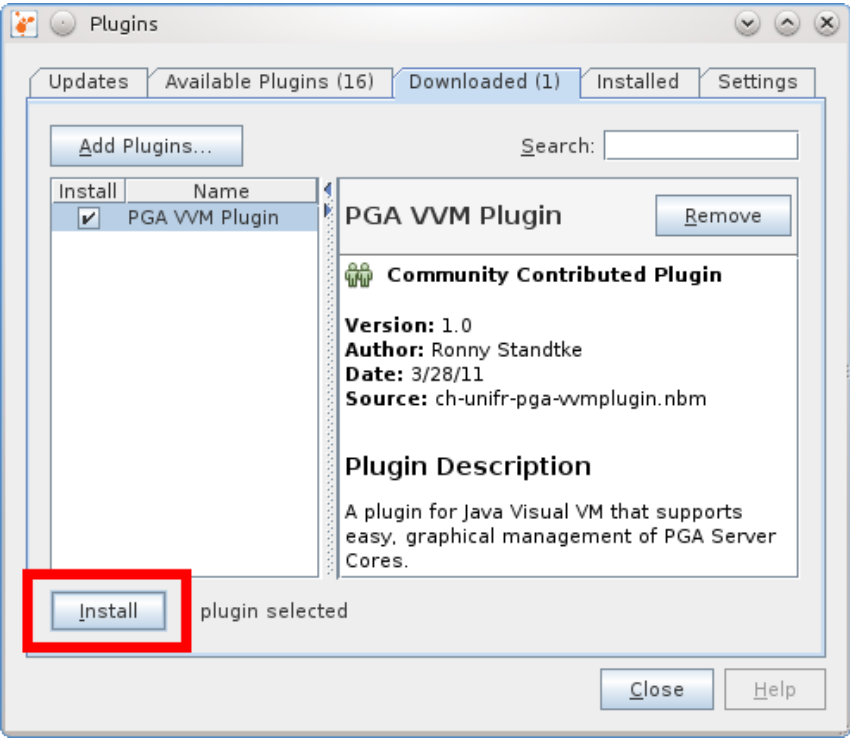 Plugins
Updates Available Plugins (16) Downloaded (1) Installed Settings
Add Plugins... Search:
Install Name
PGA VVM Plugin
PGA VVM Plugin Remove
Community Contributed Plugin
Version: 1.0
Author: Ronny Standtke
Date: 3/28/11
Source: ch-unifr-pga-vvmplugin.nbm
Plugin Description
A plugin for Java Visual VM that supports
easy, graphical management of PGA Server
Cores.
Install plugin selected
Close Help